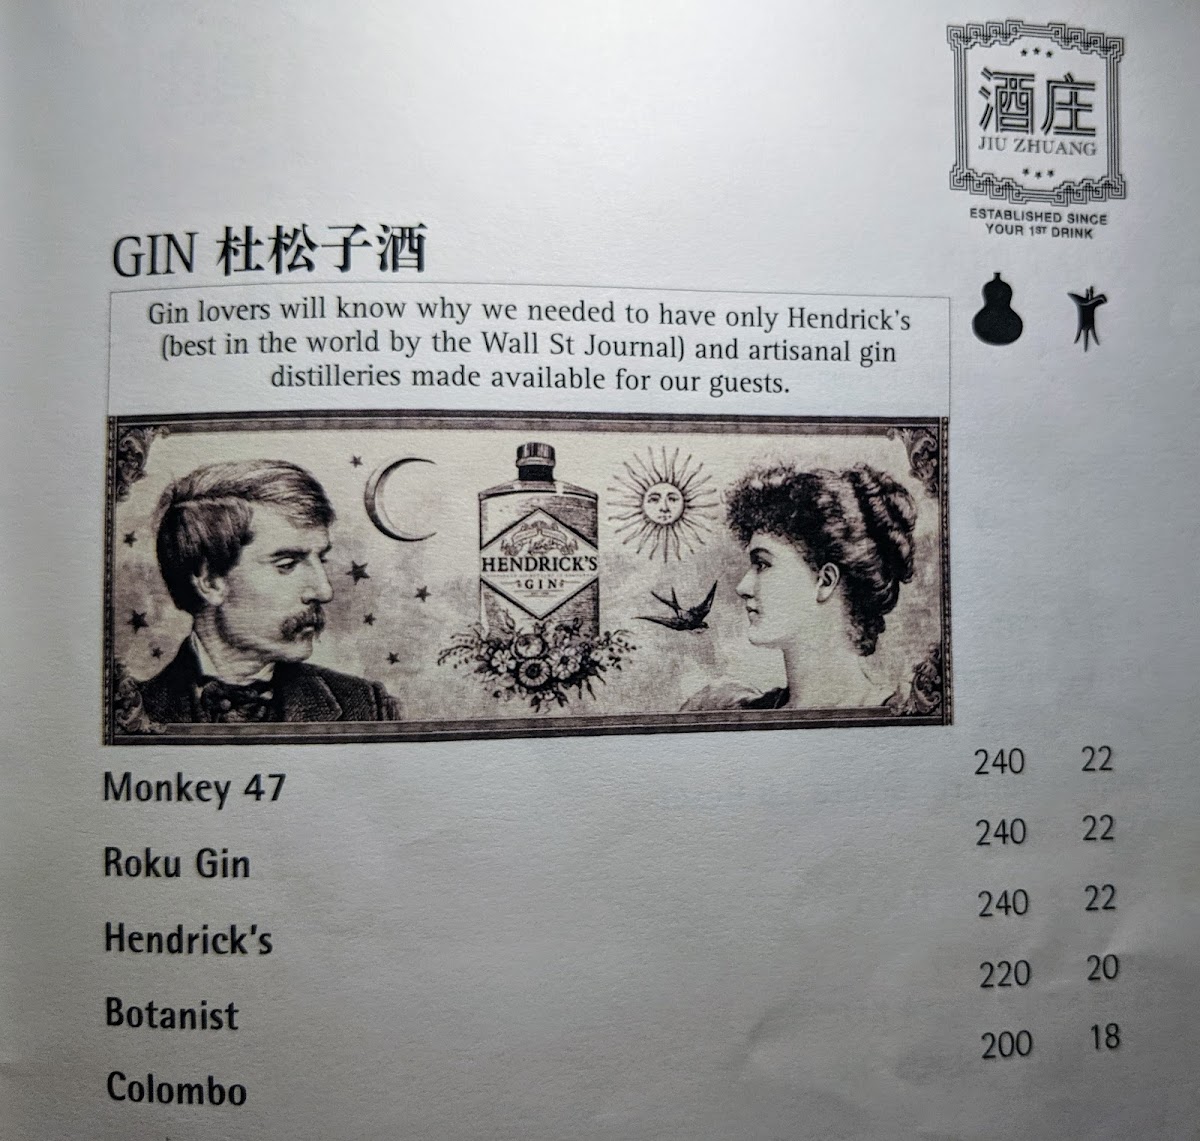 酒庄
JIU ZHUANG
ESTABLISHED SINCE
YOUR 1ST DRINK
GIN 杜松子酒
Gin lovers will know why we needed to have only Hendrick's
(best in the world by the Wall St Journal) and artisanal gin
distilleries made available for our guests.
HENDRICK'S
GIN
Monkey 47 240 22
Roku Gin 240 22
Hendrick's 240 22
Botanist 220 20
Colombo 200 18